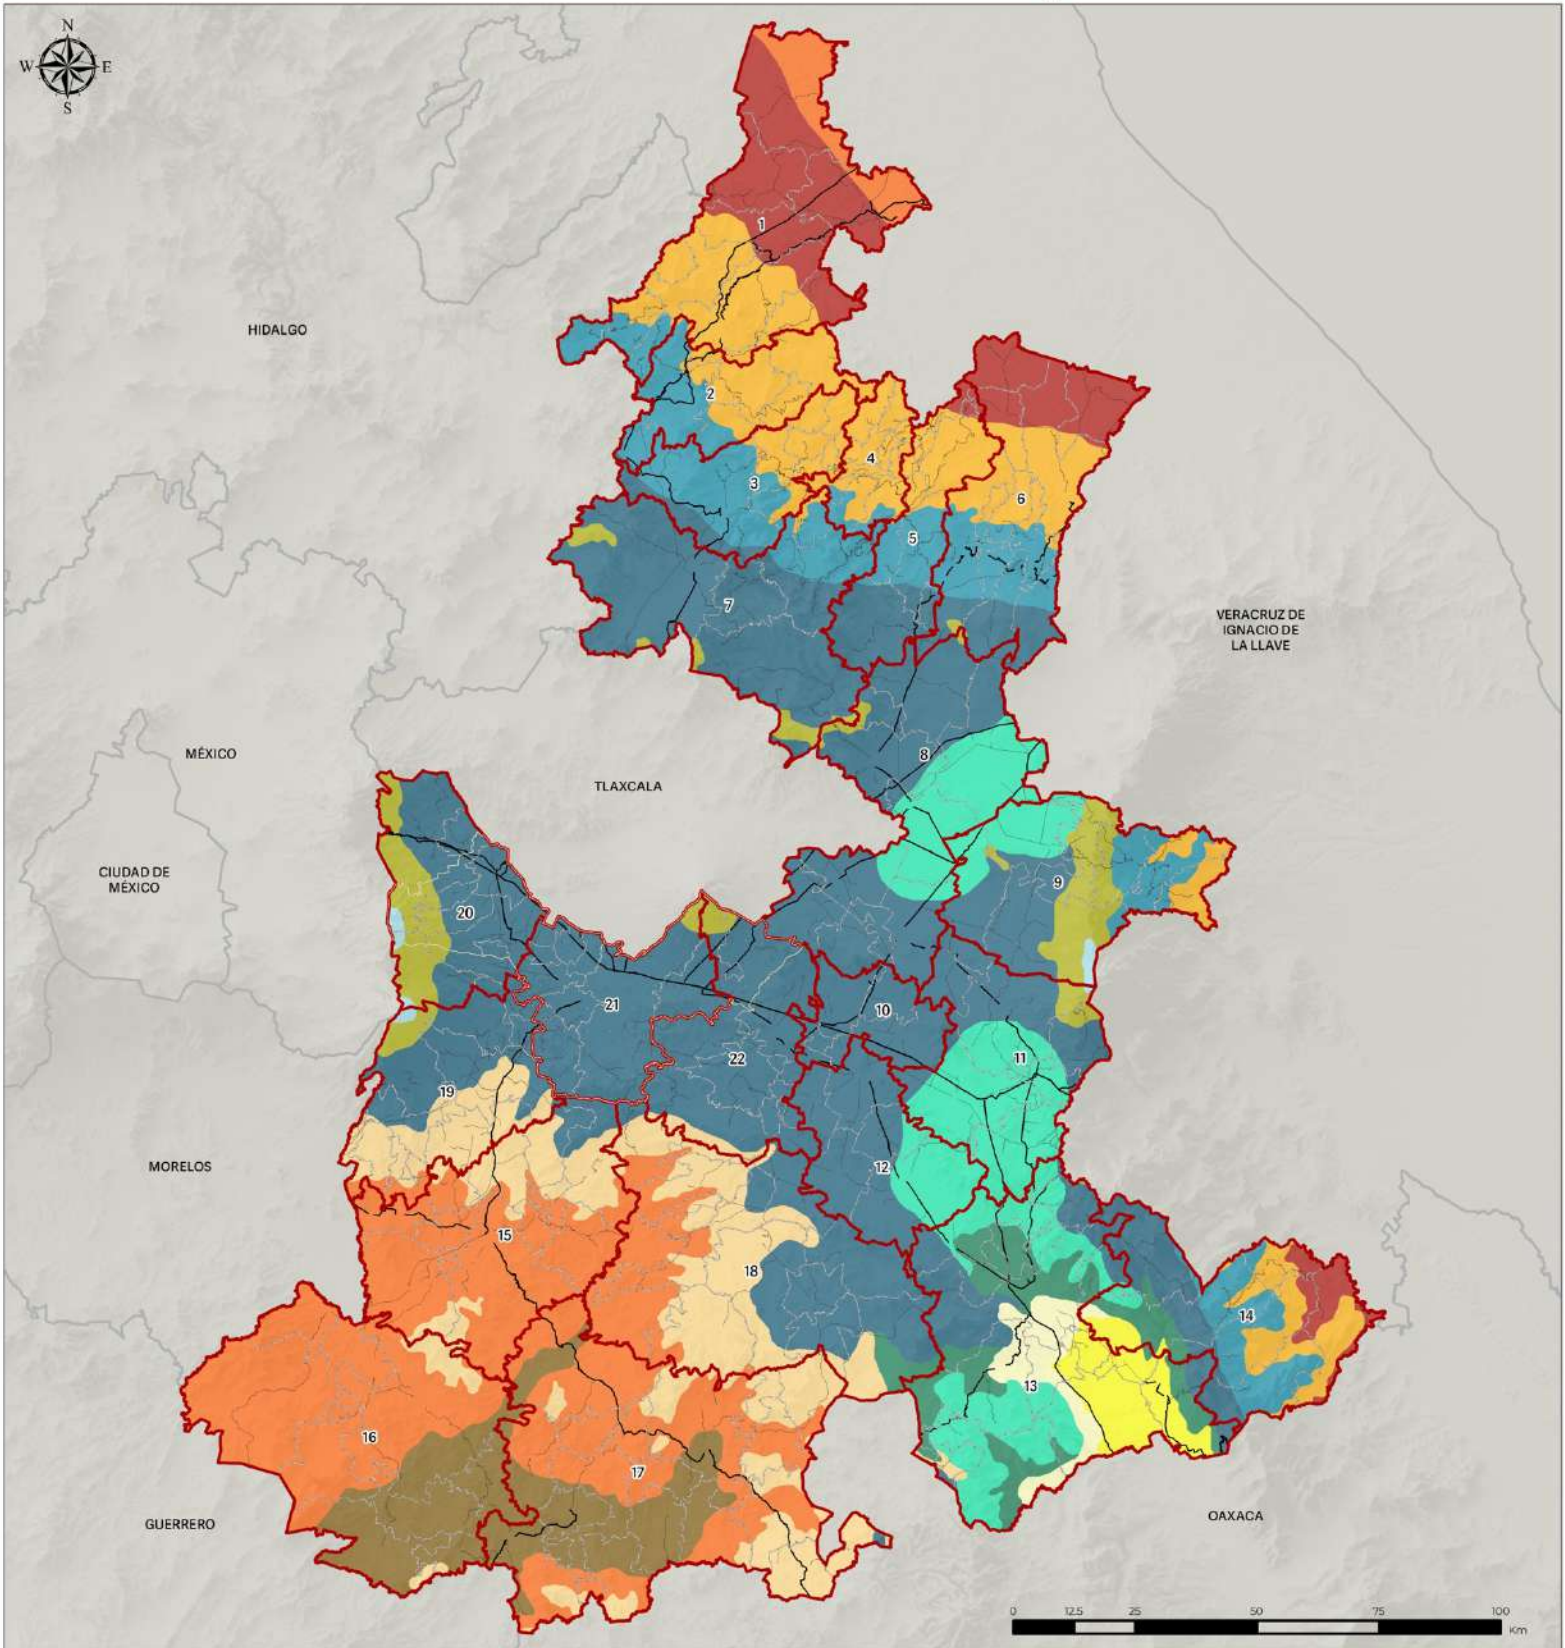 N
W E
S
1
HIDALGO
2
4
3
6
5
7
VERACRUZ DE
IGNACIO DE
LA LLAVE
MÉXICO
8
TLAXCALA
CIUDAD DE
MÉXICO
9
20
21
10
22
11
19
MORELOS
12
15
18
14
13
16
17
GUERRERO
OAXACA
0 12.5 25 50 75 100
Km